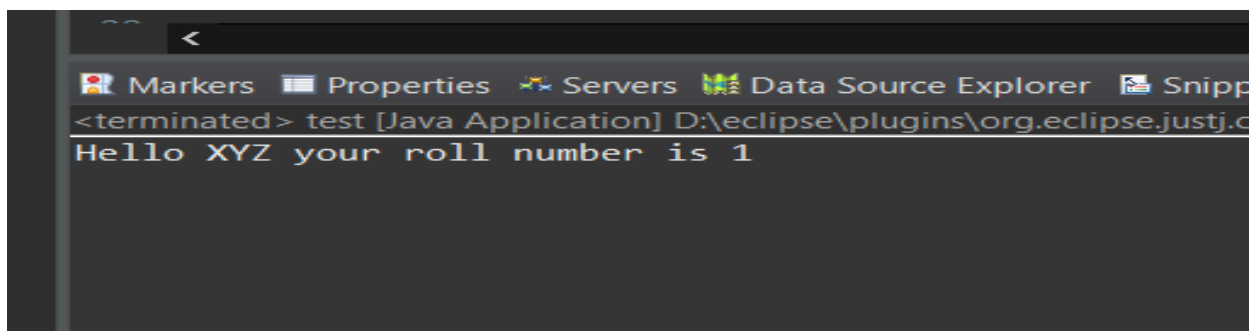 <
Markers Properties Servers Data Source Explorer Snipp
<terminated> test [Java Application] D:\eclipse\plugins\org.eclipse.justj.o
Hello XYZ your roll number is 1